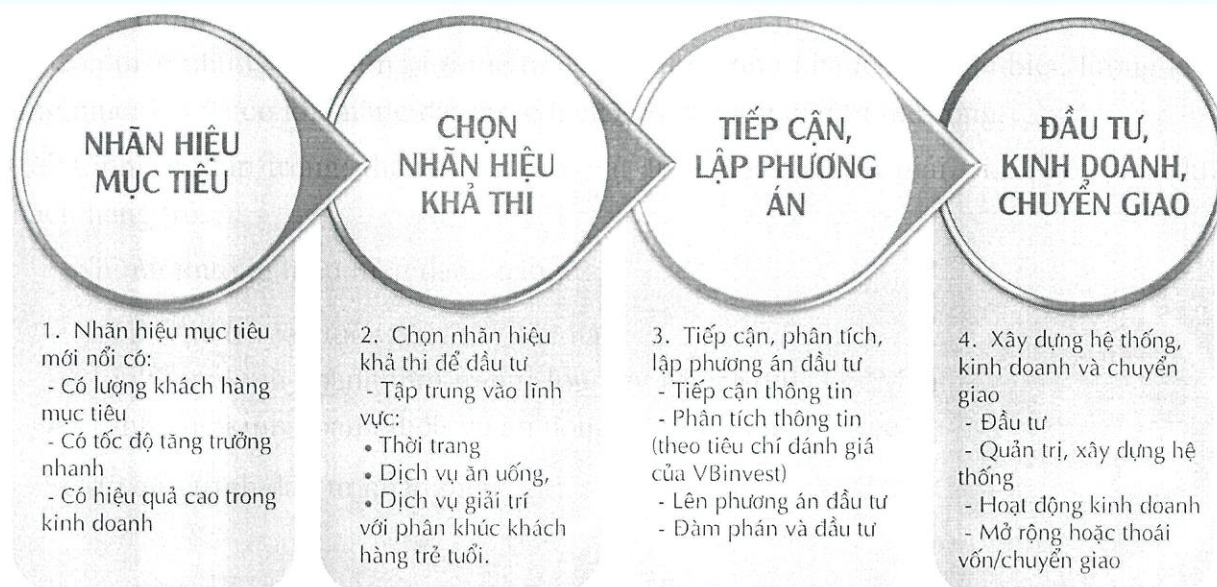 NHÃN HIỆU
MỤC TIÊU
CHỌN
NHÃN HIỆU
KHẢ THI
TIẾP CẬN,
LẬP PHƯƠNG
ÁN
ĐẦU TƯ,
KINH DOANH,
CHUYỂN GIAO
1. Nhãn hiệu mục tiêu
mới nổi có:
- Có lượng khách hàng
mục tiêu
- Có tốc độ tăng trưởng
nhanh
- Có hiệu quả cao trong
kinh doanh
2. Chọn nhãn hiệu
khả thi để đầu tư
- Tập trung vào lĩnh
vực:
• Thời trang
• Dịch vụ ăn uống,
• Dịch vụ giải trí
với phân khúc khách
hàng trẻ tuổi.
3. Tiếp cận, phân tích,
lập phương án đầu tư
- Tiếp cận thông tin
- Phân tích thông tin
(theo tiêu chí đánh giá
của VBinvest)
- Lên phương án đầu tư
- Đàm phán và đầu tư
4. Xây dựng hệ thống,
kinh doanh và chuyển
giao
- Đầu tư
- Quản trị, xây dựng hệ
thống
- Hoạt động kinh doanh
- Mở rộng hoặc thoái
vốn/chuyển giao